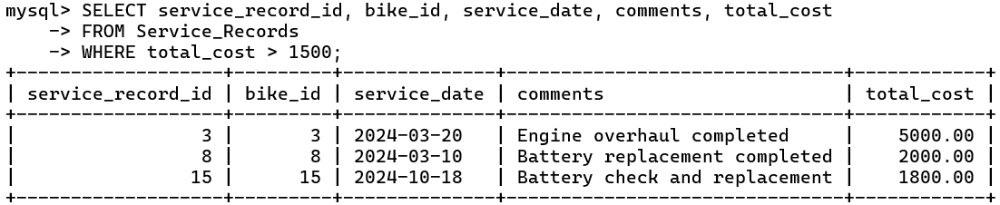 mysql> SELECT service_record_id, bike_id, service_date, comments, total_cost
    -> FROM Service_Records
    -> WHERE total_cost > 1500;
+-------------------+---------+--------------+-------------------------------+------------+
| service_record_id | bike_id | service_date | comments                      | total_cost |
+-------------------+---------+--------------+-------------------------------+------------+
|                 3 |       3 | 2024-03-20   | Engine overhaul completed     |    5000.00 |
|                 8 |       8 | 2024-03-10   | Battery replacement completed |    2000.00 |
|                15 |      15 | 2024-10-18   | Battery check and replacement |    1800.00 |
+-------------------+---------+--------------+-------------------------------+------------+